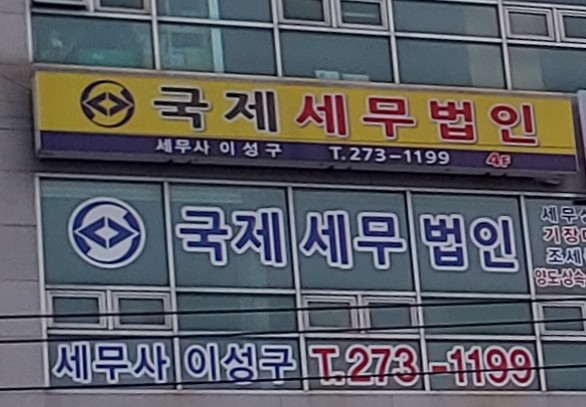 국제세무법인
세무사 이성구 T.273-1199 4F
국제 세무 법인
기장
조세
양도상속
세무사 이성구 T.273-1199